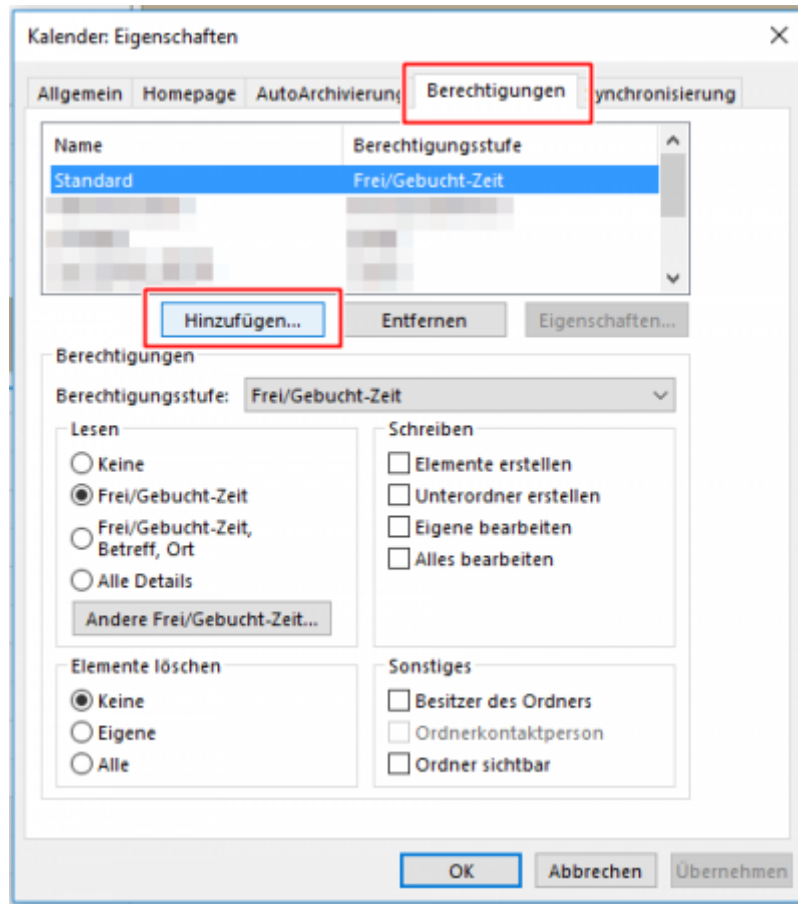 Kalender: Eigenschaften
Allgemein Homepage AutoArchivierung Berechtigungen ynchronisierung
Name Berechtigungsstufe
Standard Frei/Gebucht-Zeit
Hinzufügen... Entfernen Eigenschaften...
Berechtigungen
Berechtigungsstufe: Frei/Gebucht-Zeit
Lesen
Keine
Frei/Gebucht-Zeit
Frei/Gebucht-Zeit,
Betreff, Ort
Alle Details
Andere Frei/Gebucht-Zeit...
Schreiben
Elemente erstellen
Unterordner erstellen
Eigene bearbeiten
Alles bearbeiten
Elemente löschen
Keine
Eigene
Alle
Sonstiges
Besitzer des Ordners
Ordnerkontaktperson
Ordner sichtbar
OK Abbrechen Übernehmen